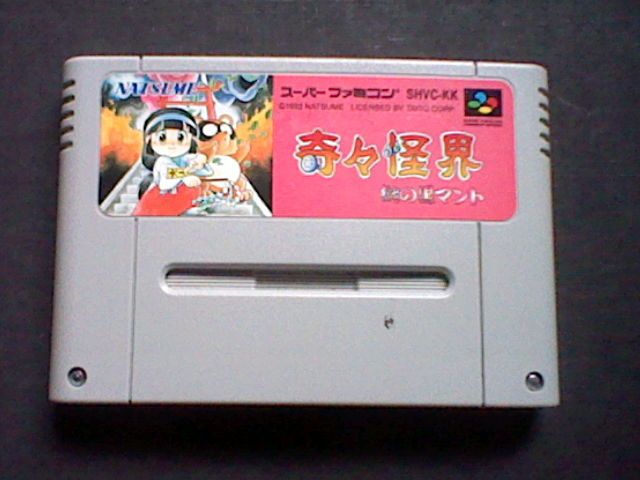 NATSUME
スーパーファミコン SHVC-KK
©1992 NATSUME LICENSED BY TAITO CORP.
奇々怪界
謎の黒マント